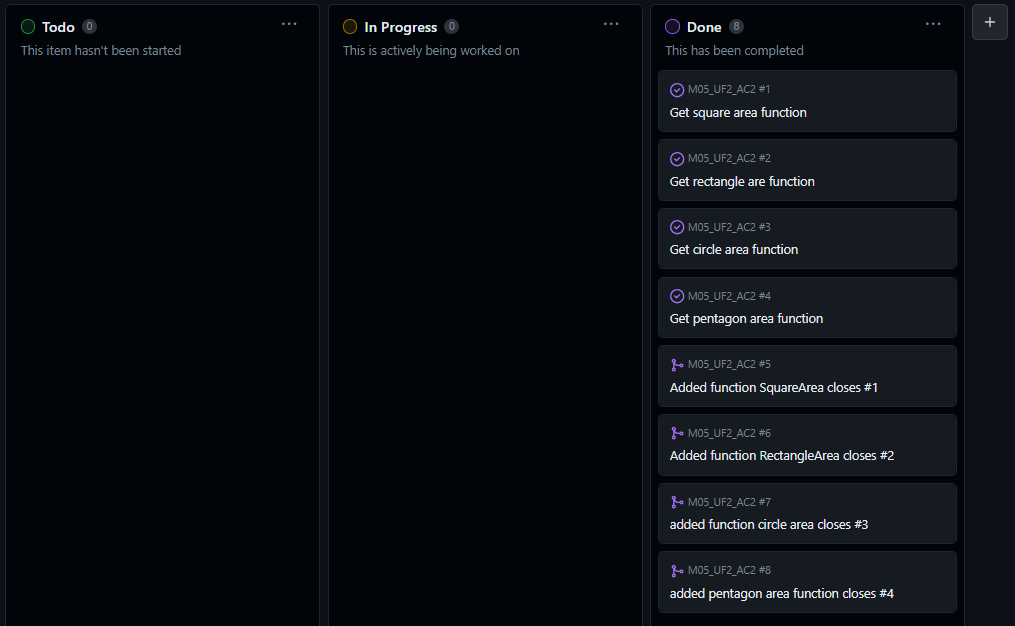 Todo 0
This item hasn't been started
In Progress 0
This is actively being worked on
Done 8
This has been completed
M05_UF2_AC2 #1
Get square area function
M05_UF2_AC2 #2
Get rectangle are function
M05_UF2_AC2 #3
Get circle area function
M05_UF2_AC2 #4
Get pentagon area function
M05_UF2_AC2 #5
Added function SquareArea closes #1
M05_UF2_AC2 #6
Added function RectangleArea closes #2
M05_UF2_AC2 #7
added function circle area closes #3
M05_UF2_AC2 #8
added pentagon area function closes #4